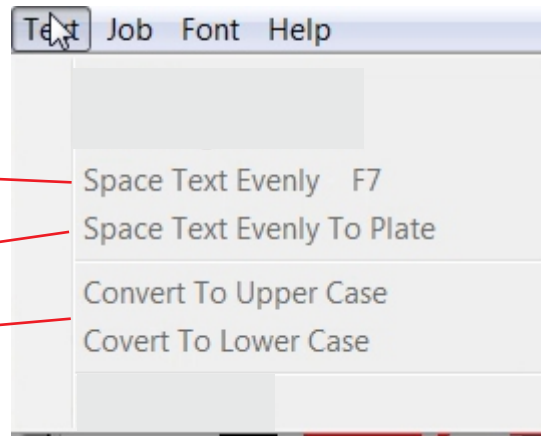 Text Job Font Help
Space Text Evenly F7
Space Text Evenly To Plate
Convert To Upper Case
Covert To Lower Case